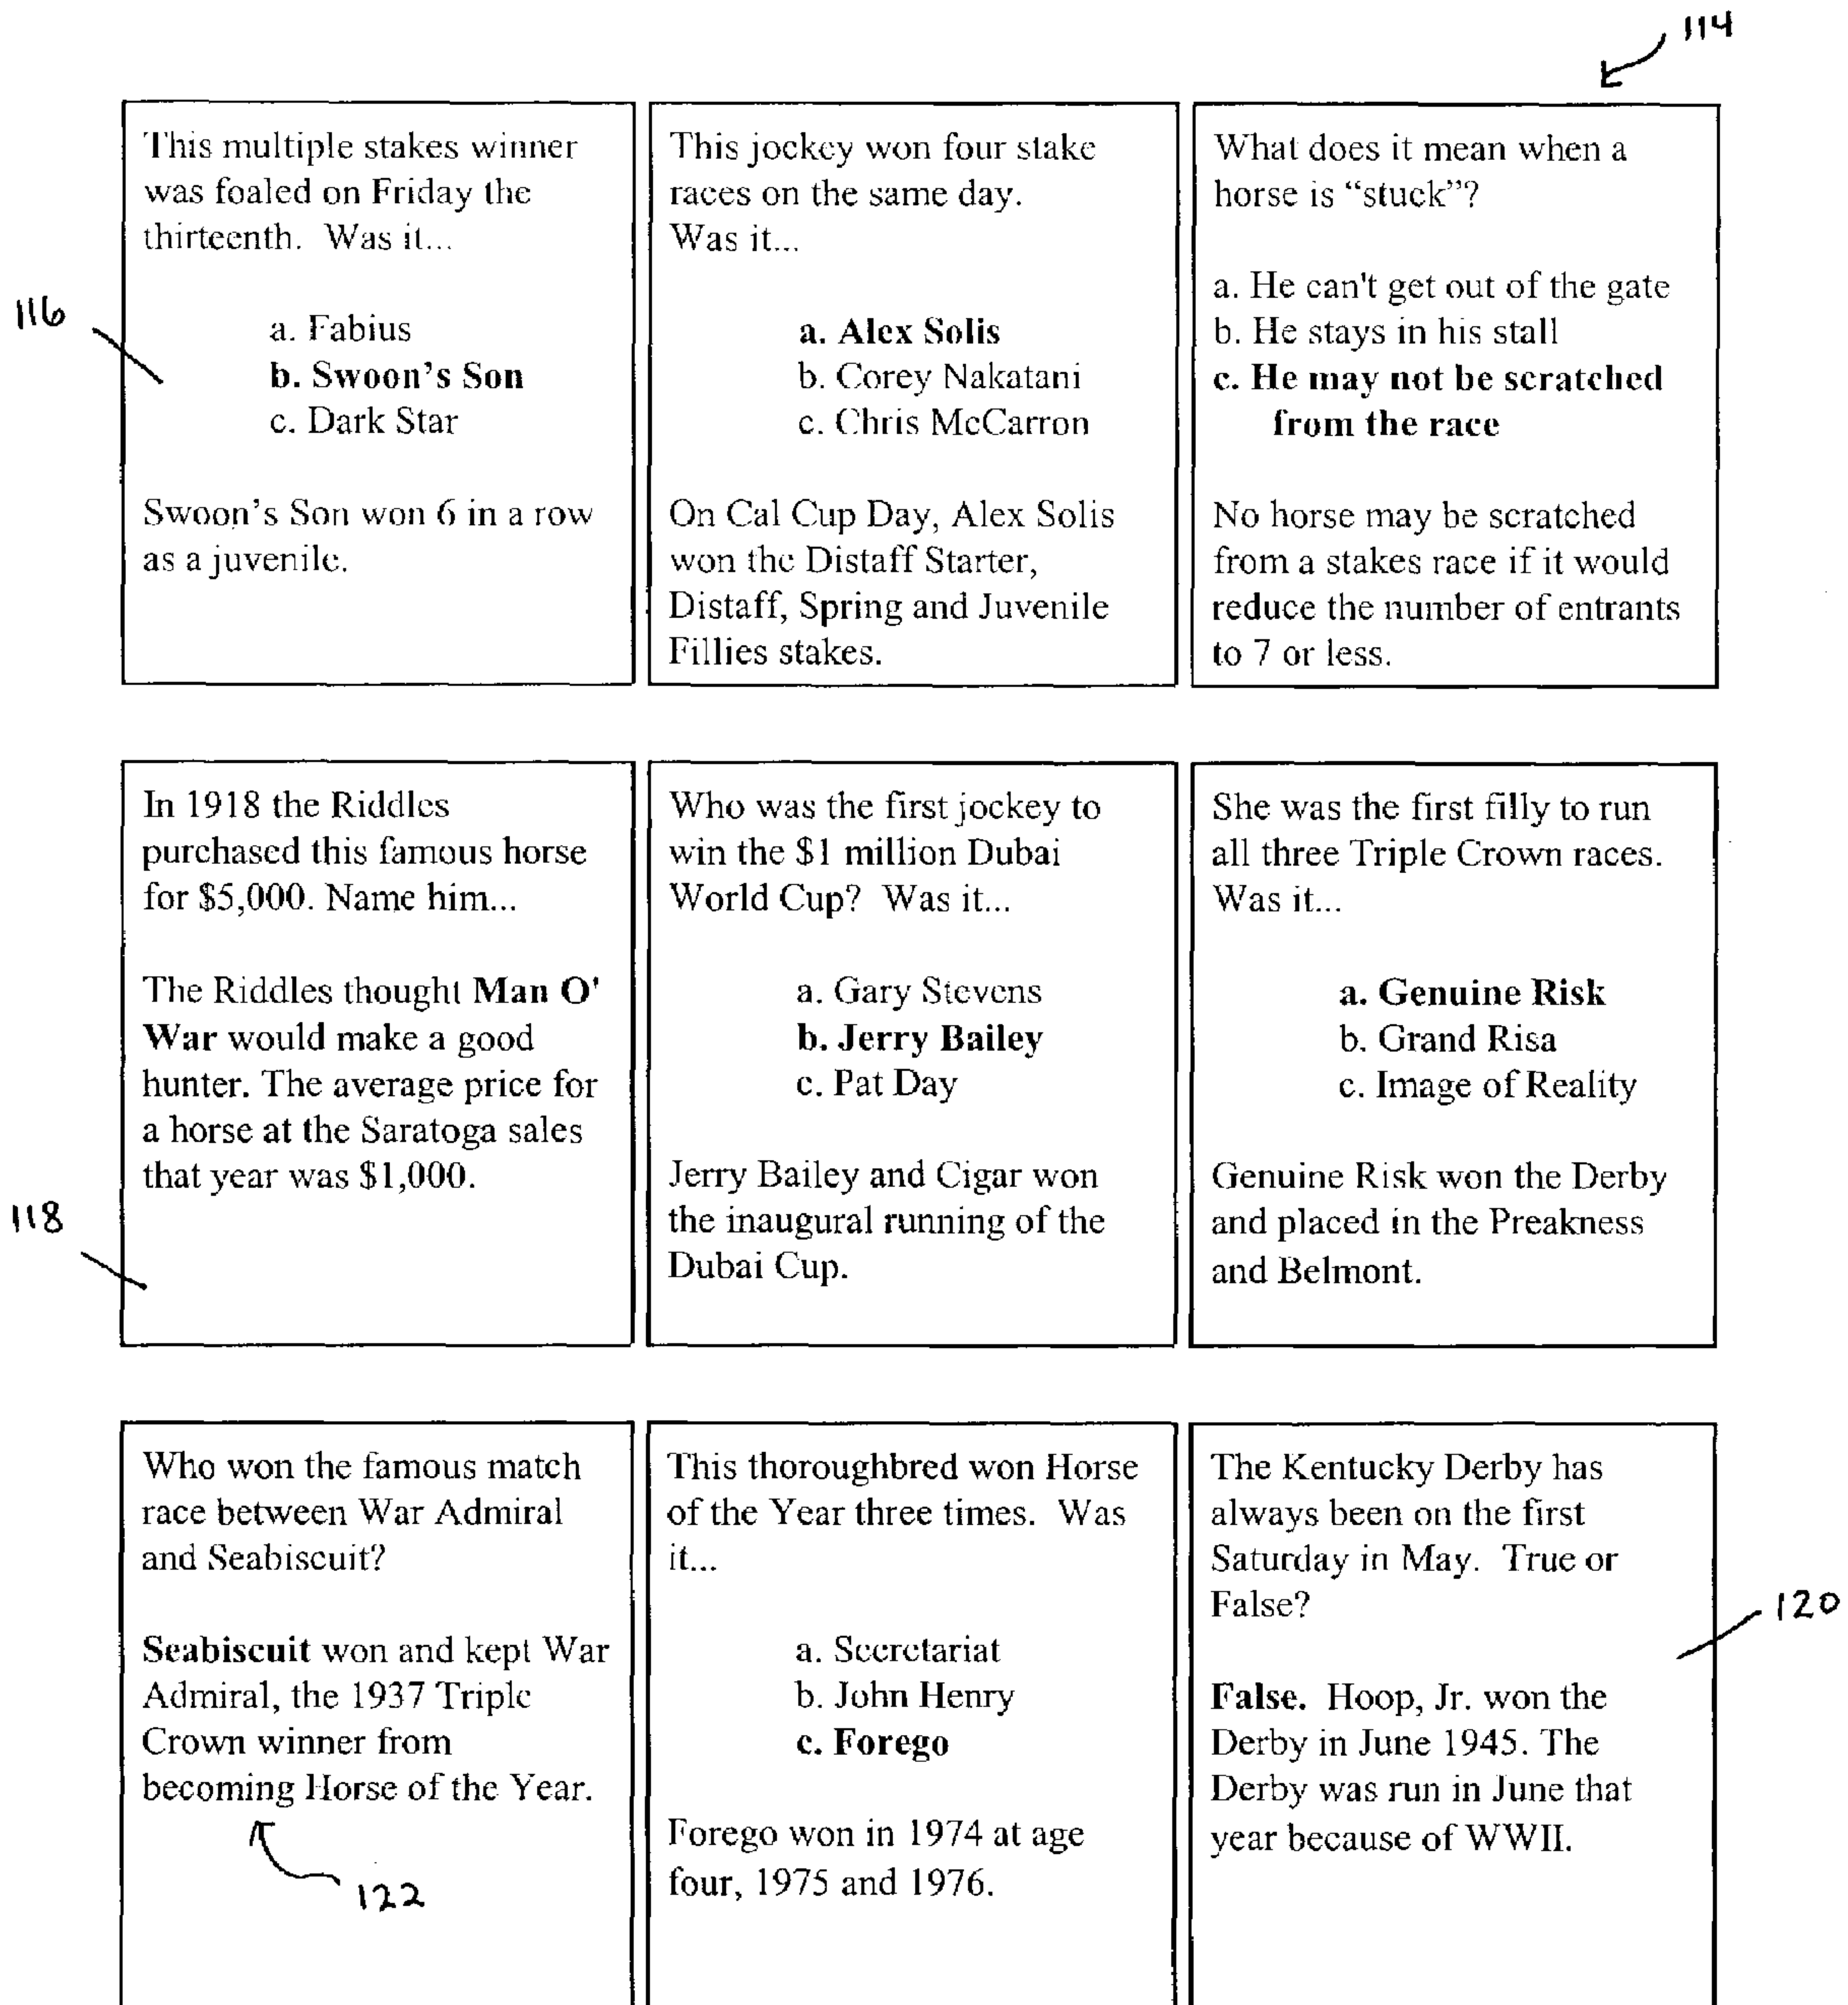 114
This multiple stakes winner
was foaled on Friday the
thirteenth. Was it...
a. Fabius
b. Swoon's Son
c. Dark Star
Swoon's Son won 6 in a row
as a juvenile.
116
This jockey won four stake
races on the same day.
Was it...
a. Alex Solis
b. Corey Nakatani
c. Chris McCarron
On Cal Cup Day, Alex Solis
won the Distaff Starter,
Distaff, Spring and Juvenile
Fillies stakes.
What does it mean when a
horse is “stuck”?
a. He can't get out of the gate
b. He stays in his stall
c. He may not be scratched
from the race
No horse may be scratched
from a stakes race if it would
reduce the number of entrants
to 7 or less.
In 1918 the Riddles
purchased this famous horse
for $5,000. Name him...
The Riddles thought Man O'
War would make a good
hunter. The average price for
a horse at the Saratoga sales
that year was $1,000.
118
Who was the first jockey to
win the $1 million Dubai
World Cup? Was it...
a. Gary Stevens
b. Jerry Bailey
c. Pat Day
Jerry Bailey and Cigar won
the inaugural running of the
Dubai Cup.
She was the first filly to run
all three Triple Crown races.
Was it...
a. Genuine Risk
b. Grand Risa
c. Image of Reality
Genuine Risk won the Derby
and placed in the Preakness
and Belmont.
Who won the famous match
race between War Admiral
and Seabiscuit?
Seabiscuit won and kept War
Admiral, the 1937 Triple
Crown winner from
becoming Horse of the Year.
122
This thoroughbred won Horse
of the Year three times. Was
it...
a. Secretariat
b. John Henry
c. Forego
Forego won in 1974 at age
four, 1975 and 1976.
The Kentucky Derby has
always been on the first
Saturday in May. True or
False?
False. Hoop, Jr. won the
Derby in June 1945. The
Derby was run in June that
year because of WWII.
120